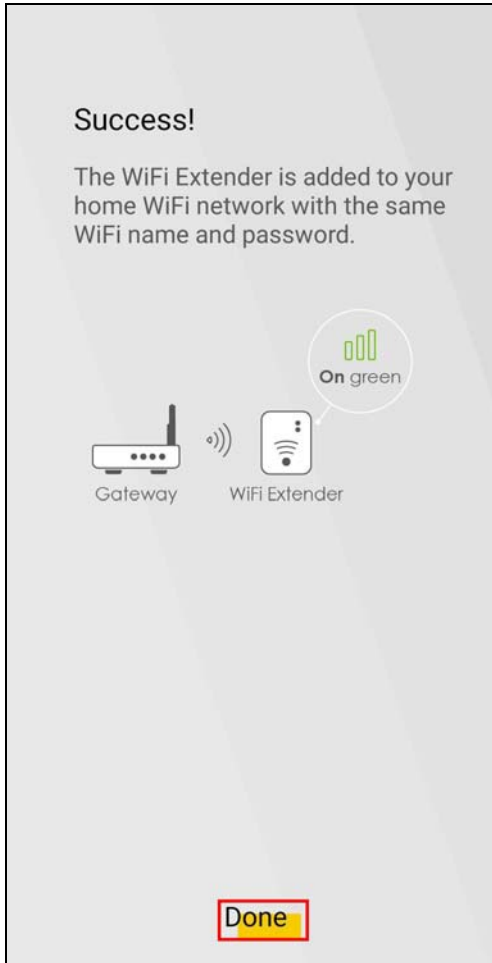 Success!
The WiFi Extender is added to your
home WiFi network with the same
WiFi name and password.
On green
Gateway
WiFi Extender
Done